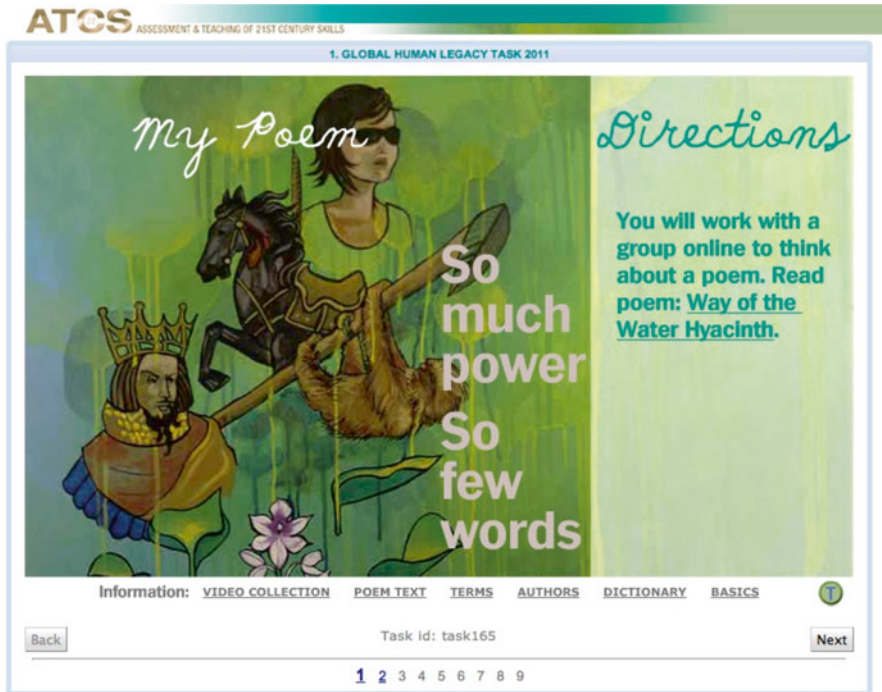 ATCS ASSESSMENT & TEACHING OF 21ST CENTURY SKILLS
1. GLOBAL HUMAN LEGACY TASK 2011
My Poem
So
much
power
So
few
words
Directions
You will work with a
group online to think
about a poem. Read
poem: Way of the
Water Hyacinth.
Information: VIDEO COLLECTION POEM TEXT TERMS AUTHORS DICTIONARY BASICS T
Back Task id: task165 Next
1 2 3 4 5 6 7 8 9